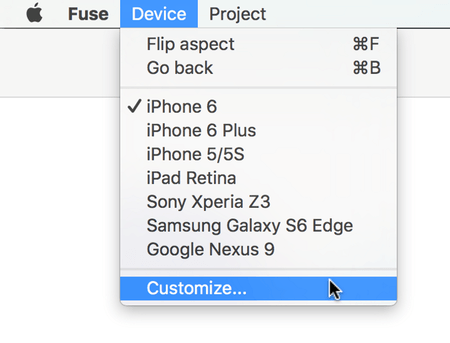 Fuse Device Project
Flip aspect ⌘F
Go back ⌘B
✓ iPhone 6
iPhone 6 Plus
iPhone 5/5S
iPad Retina
Sony Xperia Z3
Samsung Galaxy S6 Edge
Google Nexus 9
Customize...